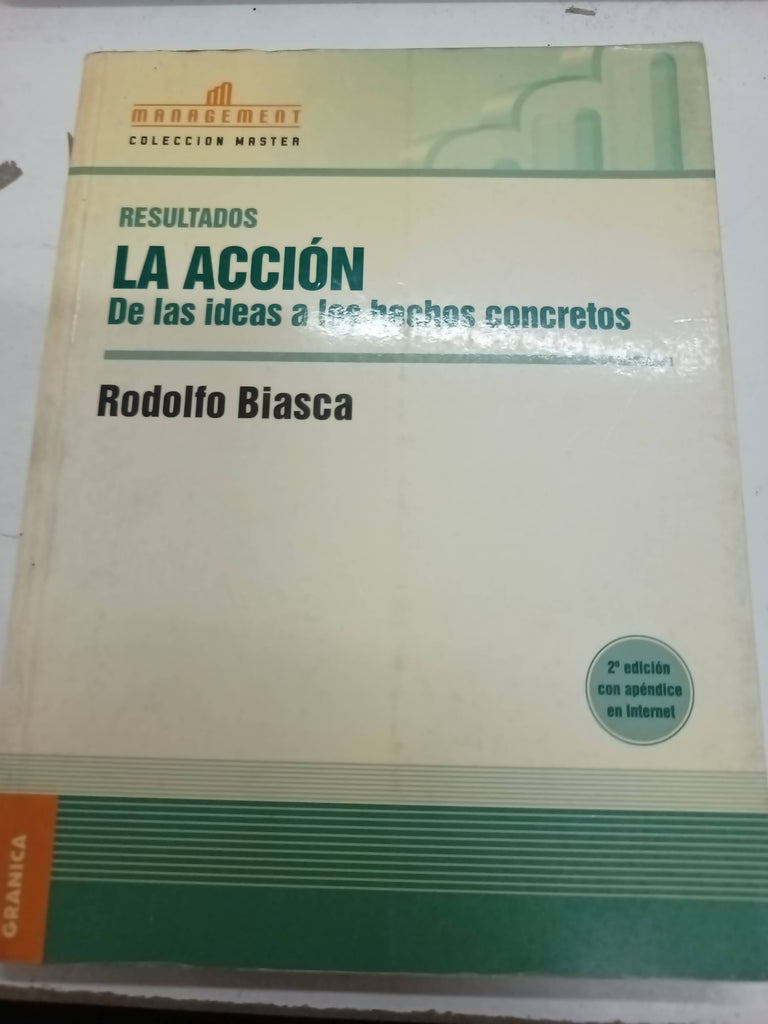 MANAGEMENT
COLECCION MASTER
RESULTADOS
LA ACCIÓN
De las ideas a los hechos concretos
Rodolfo Biasca
2º edición
con apéndice
en Internet
GRANICA